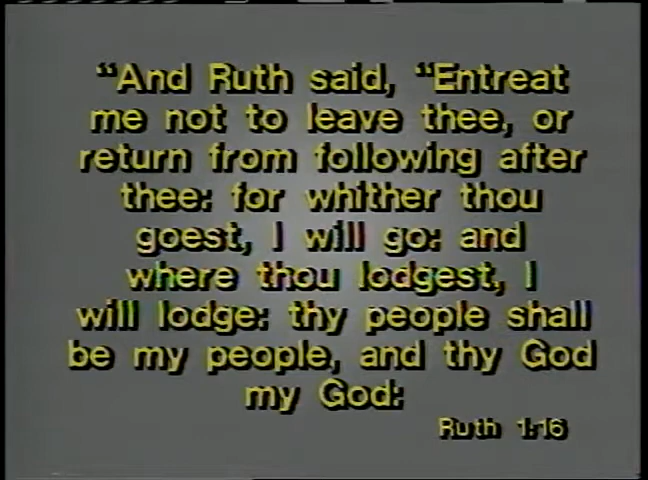 “And Ruth said, “Entreat
me not to leave thee, or
return from following after
thee: for whither thou
goest, I will go: and
where thou lodgest, I
will lodge: thy people shall
be my people, and thy God
my God:
Ruth 1:16